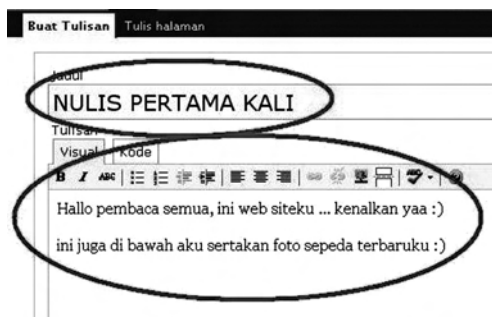 Buat Tulisan Tulis halaman
Judul
NULIS PERTAMA KALI
Tulisan
Visual Kode
B I ABC
Hallo pembaca semua, ini web siteku ... kenalkan yaa :)
ini juga di bawah aku sertakan foto sepeda terbaruku :)